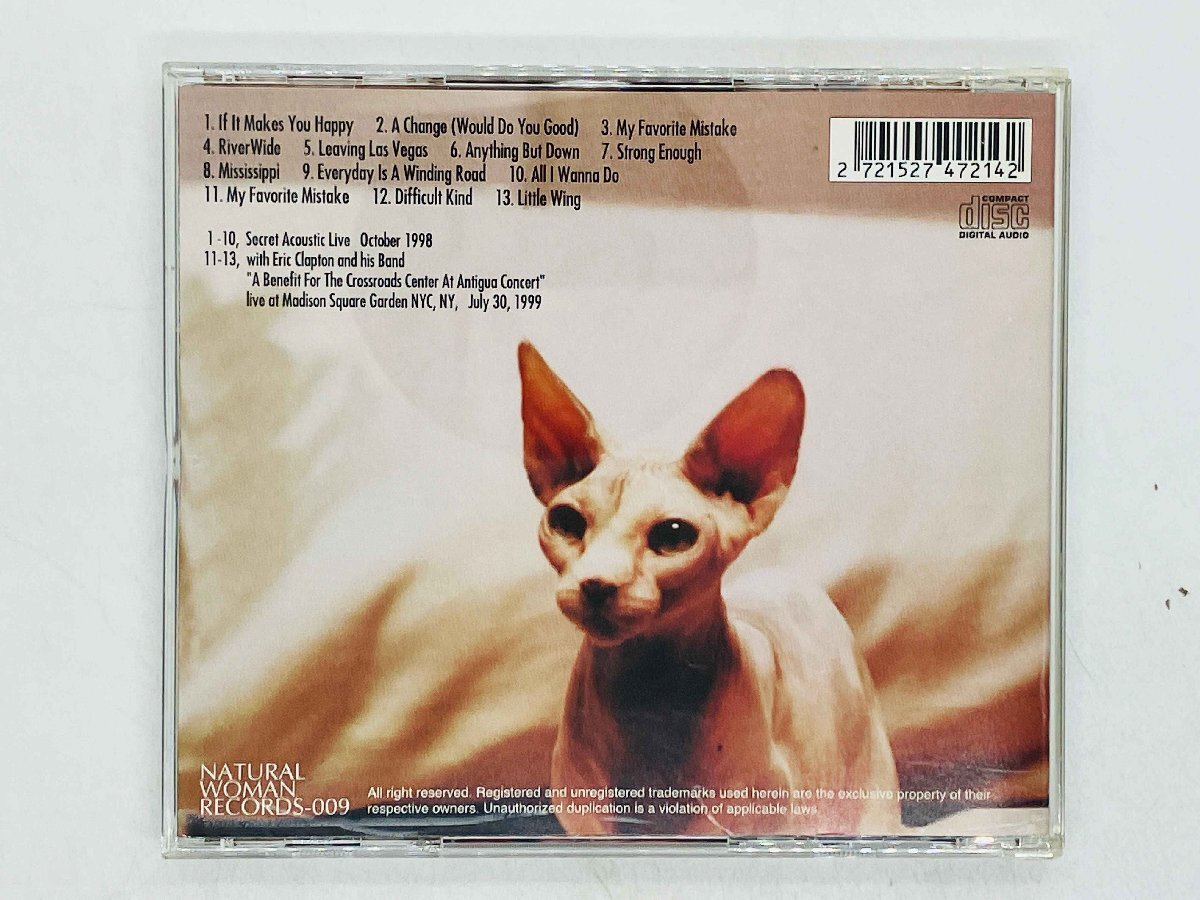 1. If It Makes You Happy 2. A Change (Would Do You Good) 3. My Favorite Mistake
4. RiverWide 5. Leaving Las Vegas 6. Anything But Down 7. Strong Enough
8. Mississippi 9. Everyday Is A Winding Road 10. All I Wanna Do
11. My Favorite Mistake 12. Difficult Kind 13. Little Wing
1-10, Secret Acoustic Live October 1998
11-13, with Eric Clapton and his Band
"A Benefit For The Crossroads Center At Antigua Concert"
live at Madison Square Garden NYC, NY, July 30, 1999
2 721527 472142
COMPACT
disc
DIGITAL AUDIO
NATURAL
WOMAN
RECORDS-009
All right reserved. Registered and unregistered trademarks used herein are the exclusive property of their
respective owners. Unauthorized duplication is a violation of applicable laws.